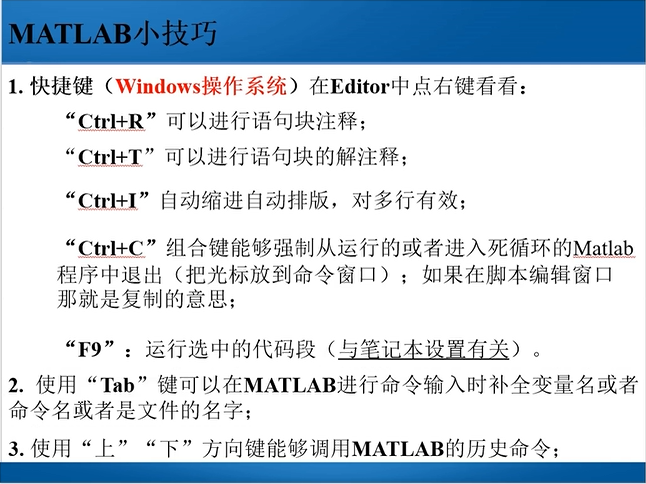 MATLAB小技巧
1. 快捷键（Windows操作系统）在Editor中点右键看看：
“Ctrl+R”可以进行语句块注释；
“Ctrl+T”可以进行语句块的解注释；
“Ctrl+I”自动缩进自动排版，对多行有效；
“Ctrl+C”组合键能够强制从运行的或者进入死循环的Matlab
程序中退出（把光标放到命令窗口）；如果在脚本编辑窗口
那就是复制的意思；
“F9”：运行选中的代码段（与笔记本设置有关）。
2. 使用“Tab”键可以在MATLAB进行命令输入时补全变量名或者
命令名或者是文件的名字；
3. 使用“上”“下”方向键能够调用MATLAB的历史命令；